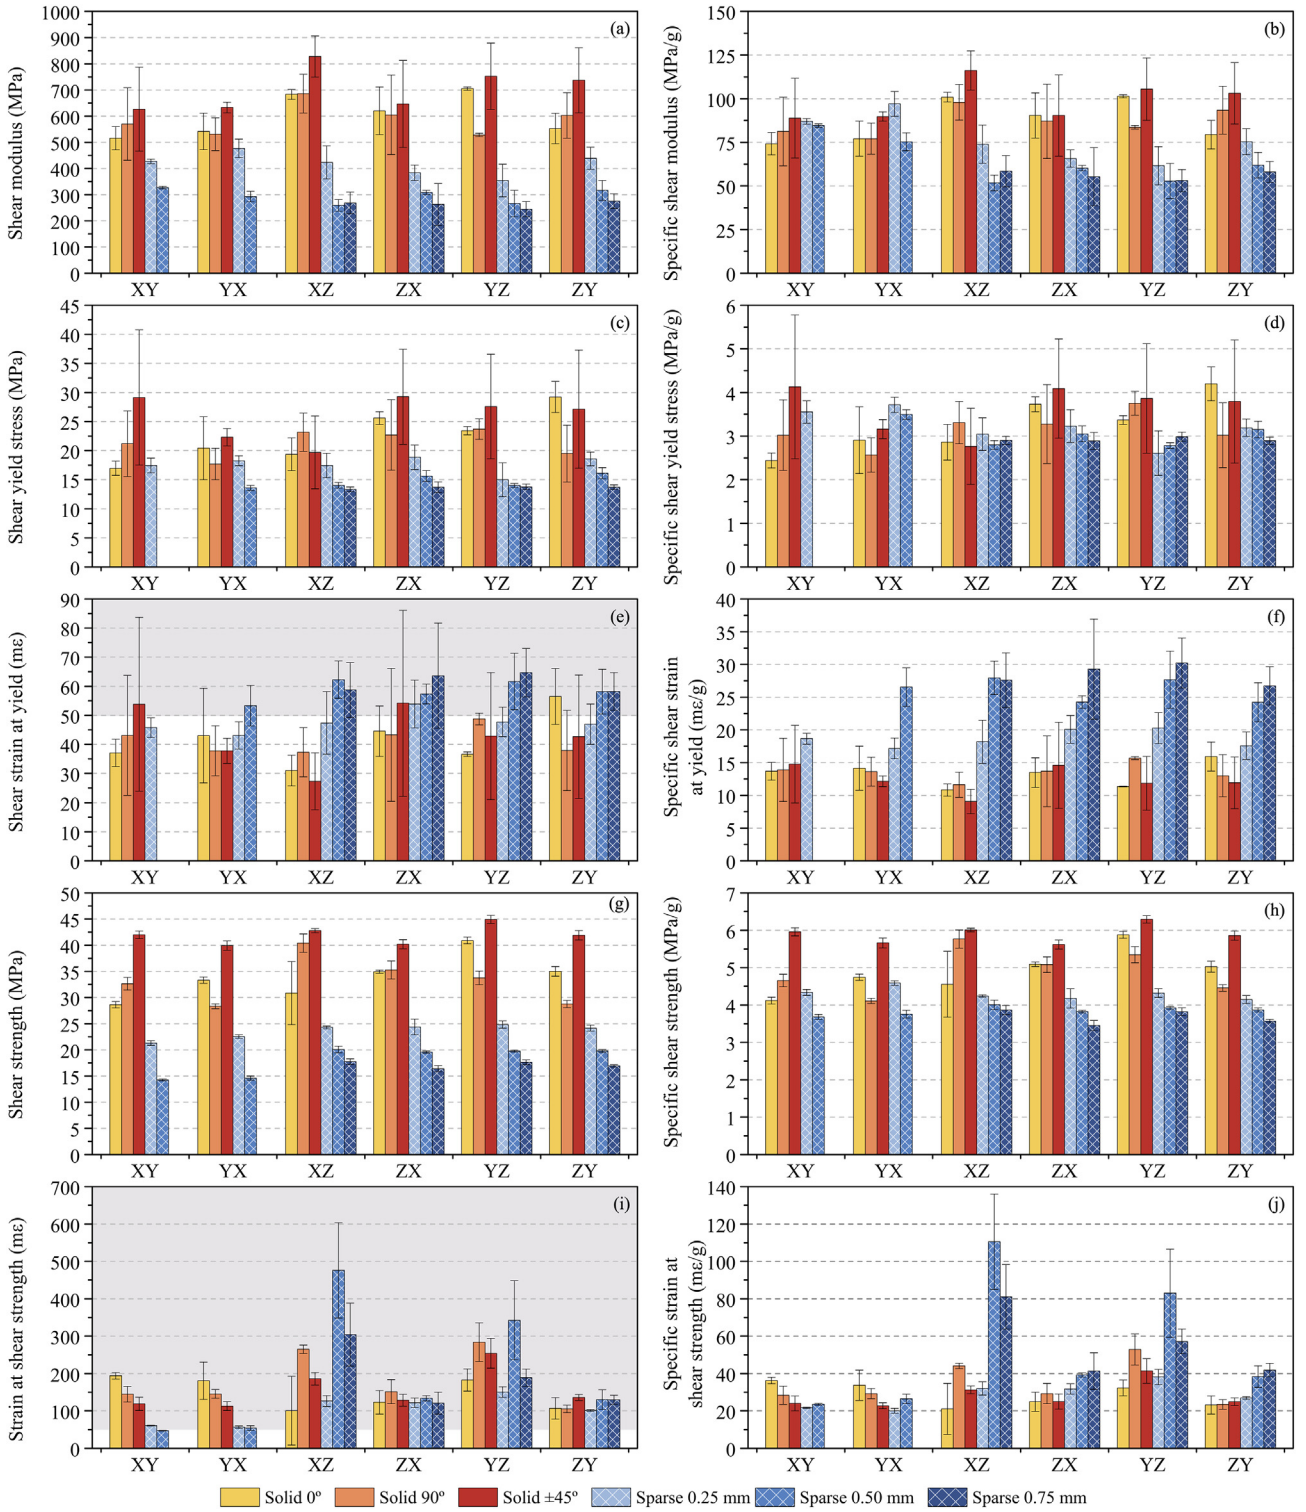 1000
900
800
700
600
500
400
300
200
100
0
Shear modulus (MPa)
(a)
XY YX XZ ZX YZ ZY
150
125
100
75
50
25
0
Specific shear modulus (MPa/g)
(b)
XY YX XZ ZX YZ ZY
45
40
35
30
25
20
15
10
5
0
Shear yield stress (MPa)
(c)
XY YX XZ ZX YZ ZY
6
5
4
3
2
1
0
Specific shear yield stress (MPa/g)
(d)
XY YX XZ ZX YZ ZY
90
80
70
60
50
40
30
20
10
0
Shear strain at yield (mε)
(e)
XY YX XZ ZX YZ ZY
40
35
30
25
20
15
10
5
0
Specific shear strain
at yield (mε/g)
(f)
XY YX XZ ZX YZ ZY
50
45
40
35
30
25
20
15
10
5
0
Shear strength (MPa)
(g)
XY YX XZ ZX YZ ZY
7
6
5
4
3
2
1
0
Specific shear strength (MPa/g)
(h)
XY YX XZ ZX YZ ZY
700
600
500
400
300
200
100
0
Strain at shear strength (mε)
(i)
XY YX XZ ZX YZ ZY
140
120
100
80
60
40
20
0
Specific strain at
shear strength (mε/g)
(j)
XY YX XZ ZX YZ ZY
Solid 0º Solid 90º Solid ±45º Sparse 0.25 mm Sparse 0.50 mm Sparse 0.75 mm